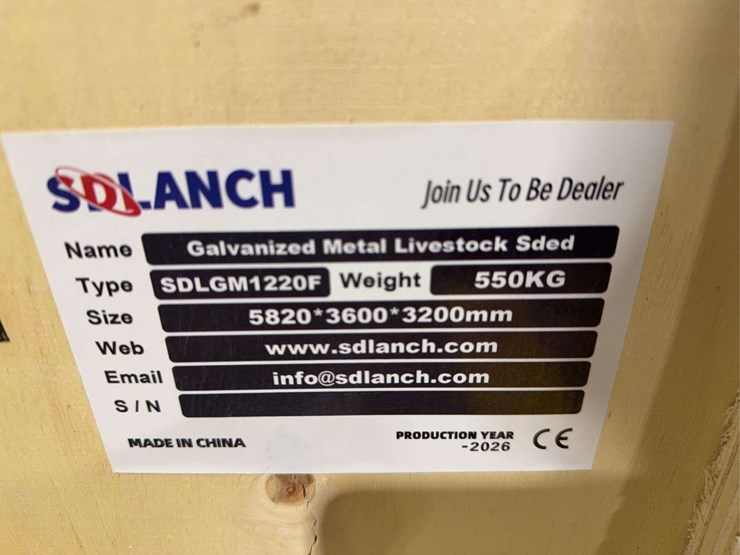 SDLANCH
Join Us To Be Dealer
Name Galvanized Metal Livestock Sded
Type SDLGM1220F Weight 550KG
Size 5820*3600*3200mm
Web www.sdlanch.com
Email info@sdlanch.com
S/N
MADE IN CHINA
PRODUCTION YEAR
-2026
CE